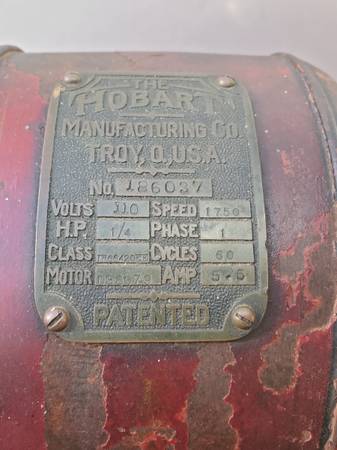 THE
HOBART
MANUFACTURING CO.
TROY, O, U.S.A.
No. 186037
VOLTS 110 SPEED 1750
H.P. 1/4 PHASE 1
CLASS CYCLES 60
MOTOR AMP 5.6
PATENTED